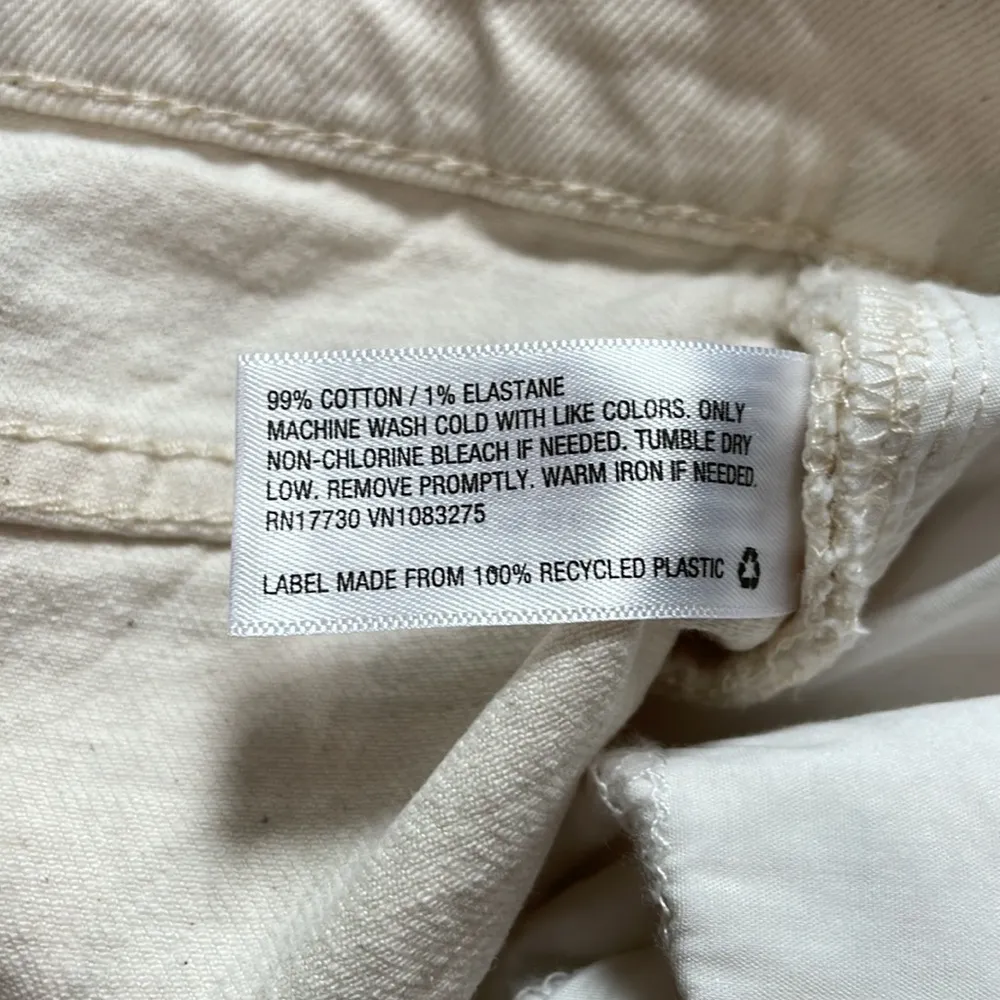 99% COTTON / 1% ELASTANE
MACHINE WASH COLD WITH LIKE COLORS. ONLY
NON-CHLORINE BLEACH IF NEEDED. TUMBLE DRY
LOW. REMOVE PROMPTLY. WARM IRON IF NEEDED.
RN17730 VN1083275
LABEL MADE FROM 100% RECYCLED PLASTIC